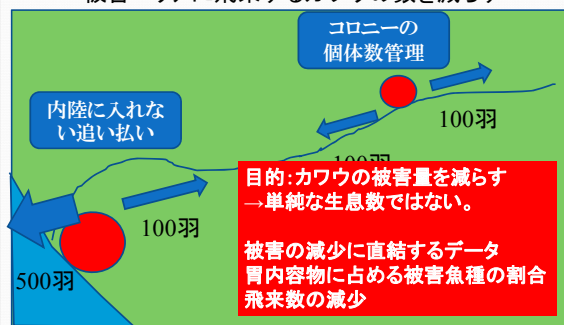 コロニーの
個体数管理
内陸に入れな
い追い払い
100羽
100羽
500羽
目的:カワウの被害量を減らす
→単純な生息数ではない。
被害の減少に直結するデータ
胃内容物に占める被害魚種の割合
飛来数の減少